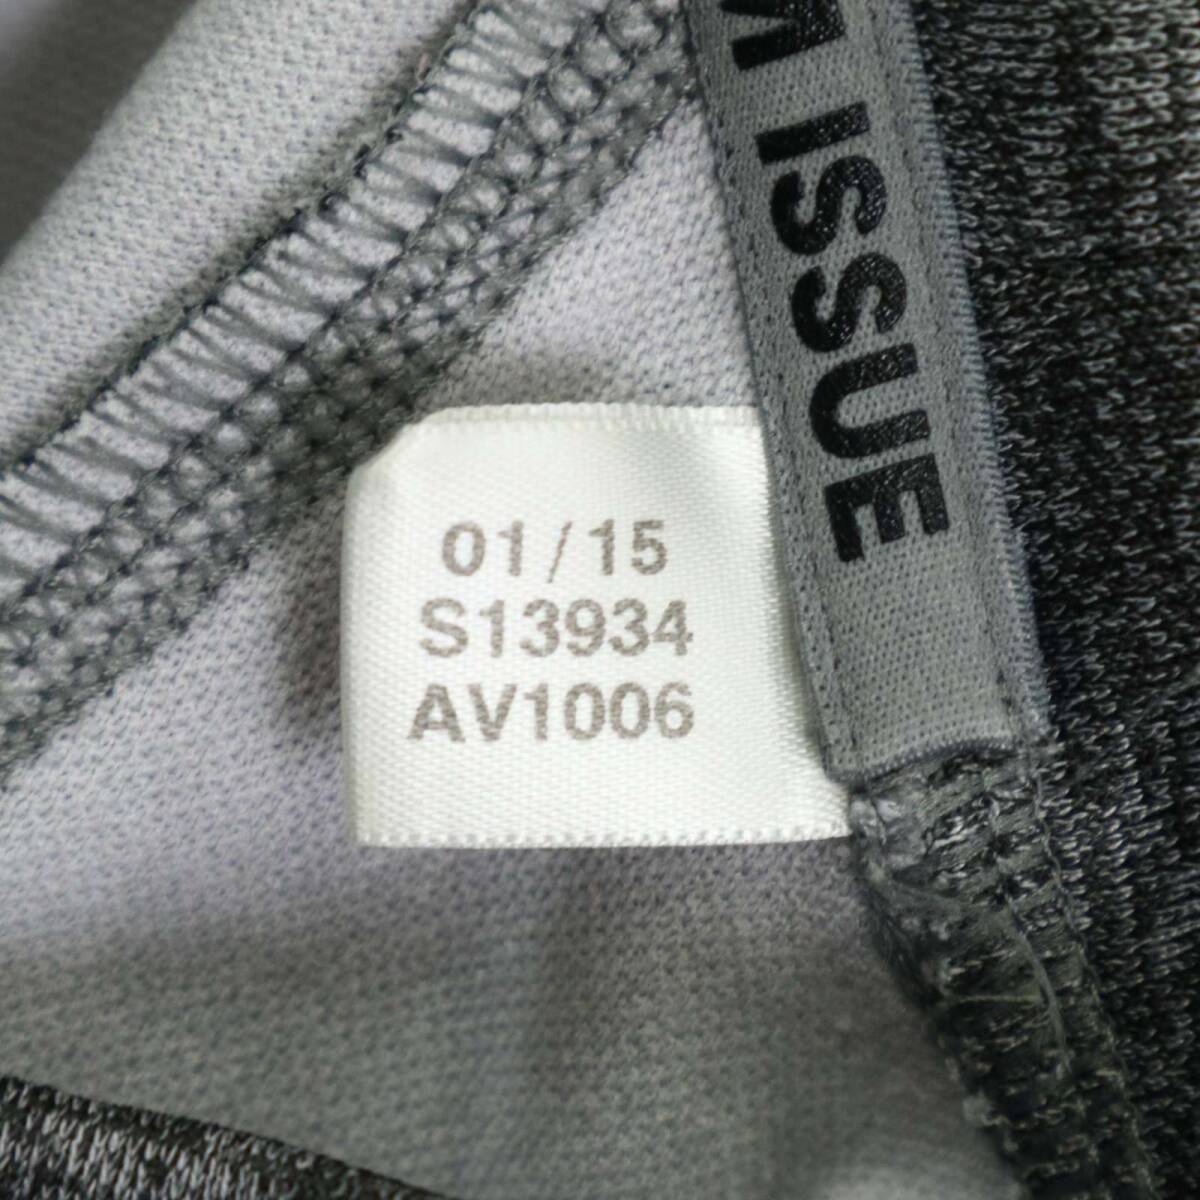 M ISSUE
01/15
S13934
AV1006